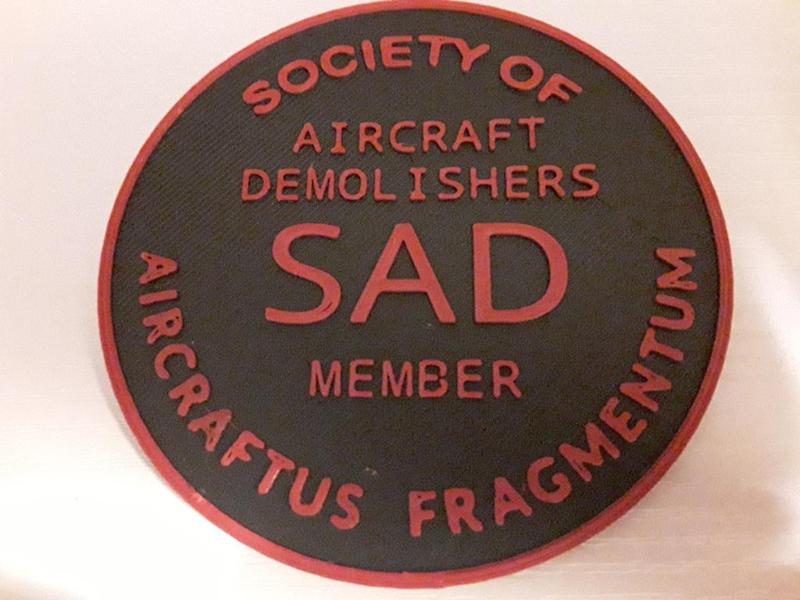 SOCIETY OF
AIRCRAFT
DEMOLISHERS
SAD
MEMBER
AIRCRAFTUS FRAGMENTUM